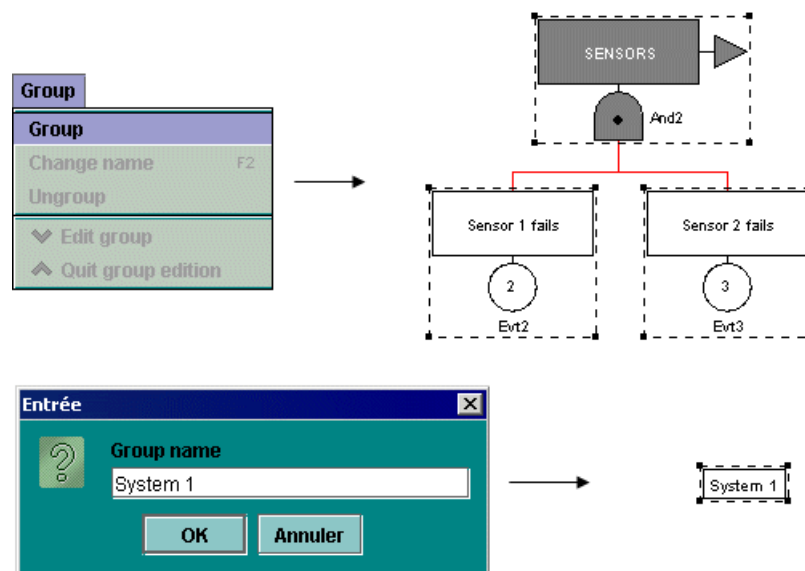 Group
Group
Change name F2
Ungroup
Edit group
Quit group edition
SENSORS
And2
Sensor 1 fails
Sensor 2 fails
2
3
Evt2
Evt3
Entrée
Group name
System 1
OK
Annuler
System 1